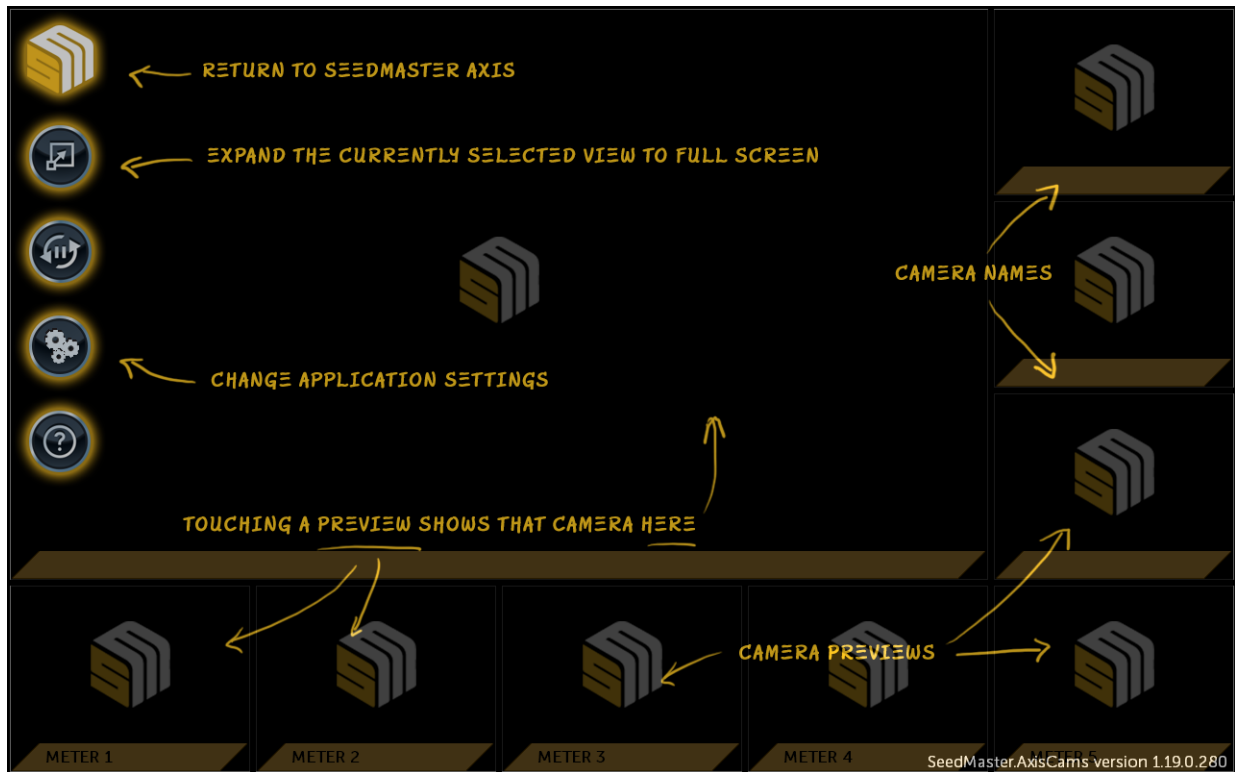 RETURN TO SEEDMASTER AXIS
EXPAND THE CURRENTLY SELECTED VIEW TO FULL SCREEN
CAMERA NAMES
CHANGE APPLICATION SETTINGS
TOUCHING A PREVIEW SHOWS THAT CAMERA HERE
CAMERA PREVIEWS
METER 1
METER 2
METER 3
METER 4
METER 5
SeedMaster.AxisCams version 1.19.0.280